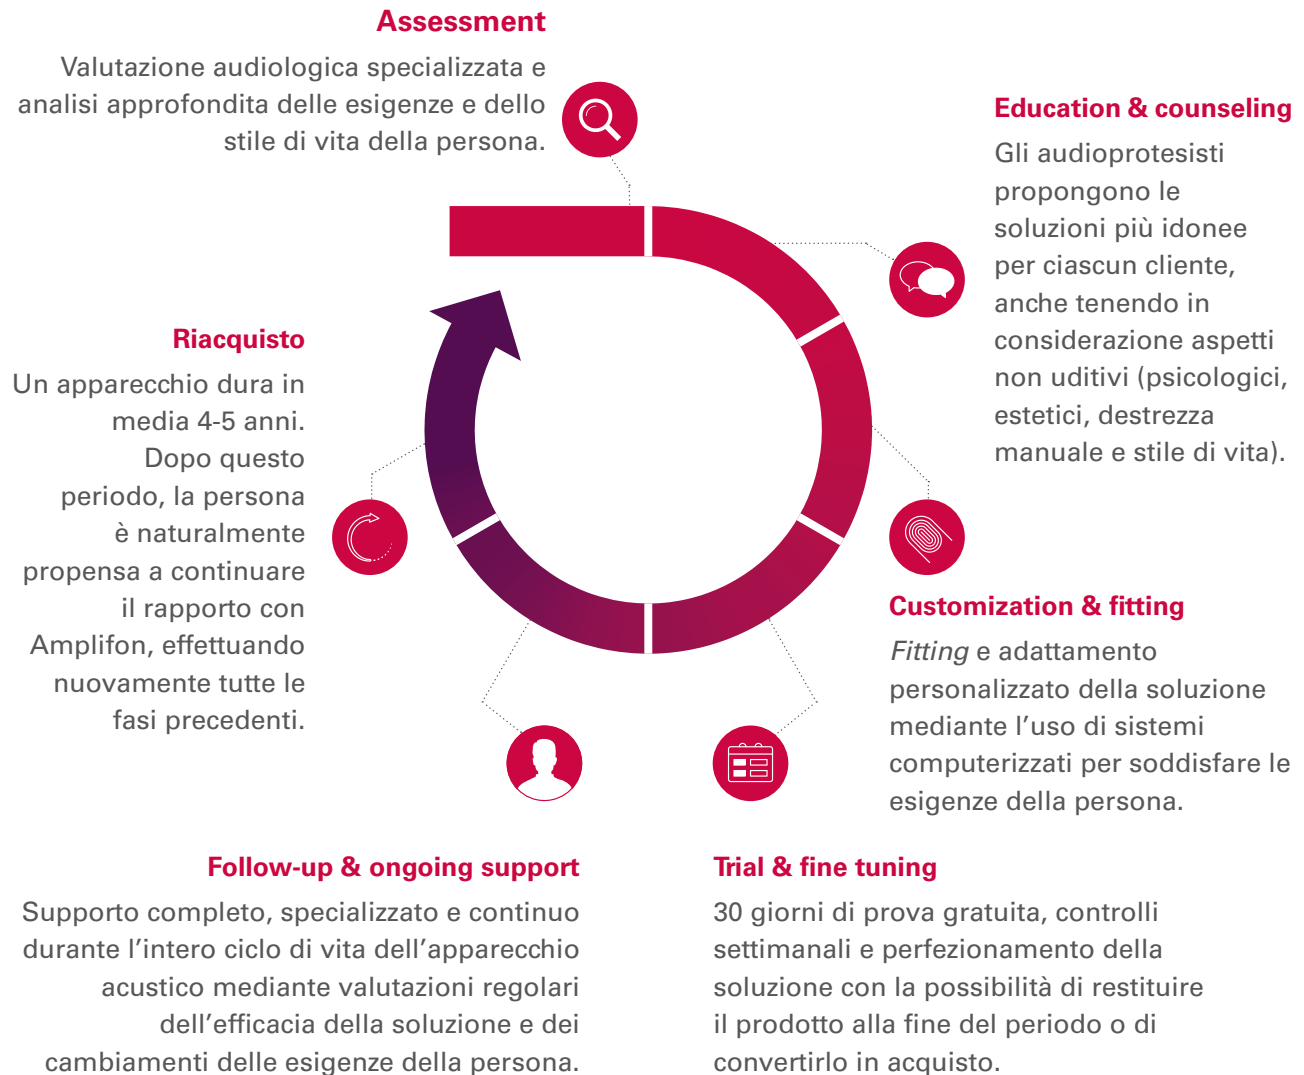 Assessment
Valutazione audiologica specializzata e
analisi approfondita delle esigenze e dello
stile di vita della persona.
Education & counseling
Gli audioprotesisti
propongono le
soluzioni più idonee
per ciascun cliente,
anche tenendo in
considerazione aspetti
non uditivi (psicologici,
estetici, destrezza
manuale e stile di vita).
Customization & fitting
Fitting e adattamento
personalizzato della soluzione
mediante l'uso di sistemi
computerizzati per soddisfare le
esigenze della persona.
Trial & fine tuning
30 giorni di prova gratuita, controlli
settimanali e perfezionamento della
soluzione con la possibilità di restituire
il prodotto alla fine del periodo o di
convertirlo in acquisto.
Follow-up & ongoing support
Supporto completo, specializzato e continuo
durante l'intero ciclo di vita dell'apparecchio
acustico mediante valutazioni regolari
dell'efficacia della soluzione e dei
cambiamenti delle esigenze della persona.
Riacquisto
Un apparecchio dura in
media 4-5 anni.
Dopo questo
periodo, la persona
è naturalmente
propensa a continuare
il rapporto con
Amplifon, effettuando
nuovamente tutte le
fasi precedenti.